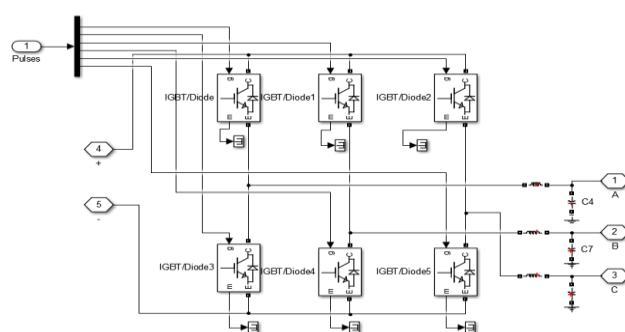 1
Pulses
g C
IGBT/Diode
m E
g C
IGBT/Diode1
m E
g C
IGBT/Diode2
m E
4
+
5
-
1
A
C4
2
B
C7
3
C
g C
IGBT/Diode3
m E
g C
IGBT/Diode4
m E
g C
IGBT/Diode5
m E